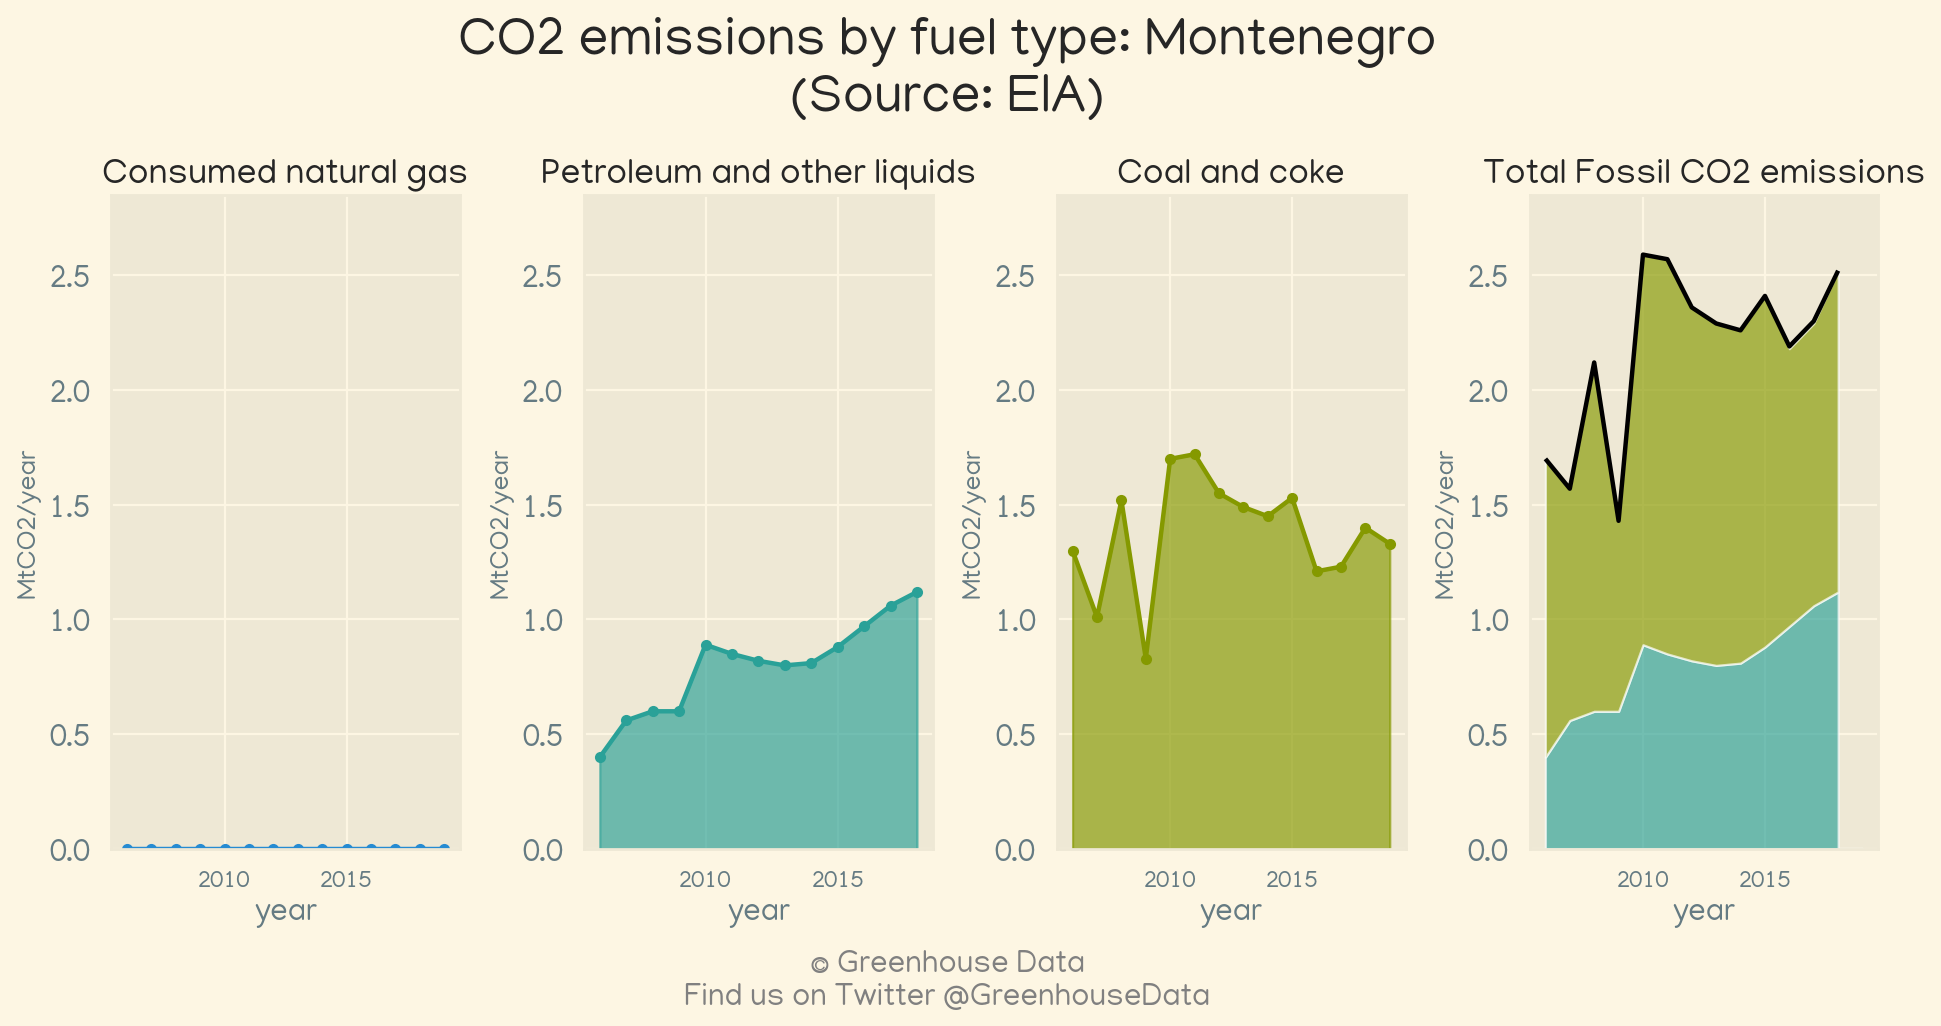 CO2 emissions by fuel type: Montenegro
(Source: EIA)
Consumed natural gas
Petroleum and other liquids
Coal and coke
Total Fossil CO2 emissions
MtCO2/year
2.5
2.0
1.5
1.0
0.5
0.0
2010
2015
year
MtCO2/year
2.5
2.0
1.5
1.0
0.5
0.0
2010
2015
year
MtCO2/year
2.5
2.0
1.5
1.0
0.5
0.0
2010
2015
year
MtCO2/year
2.5
2.0
1.5
1.0
0.5
0.0
2010
2015
year
© Greenhouse Data
Find us on Twitter @GreenhouseData